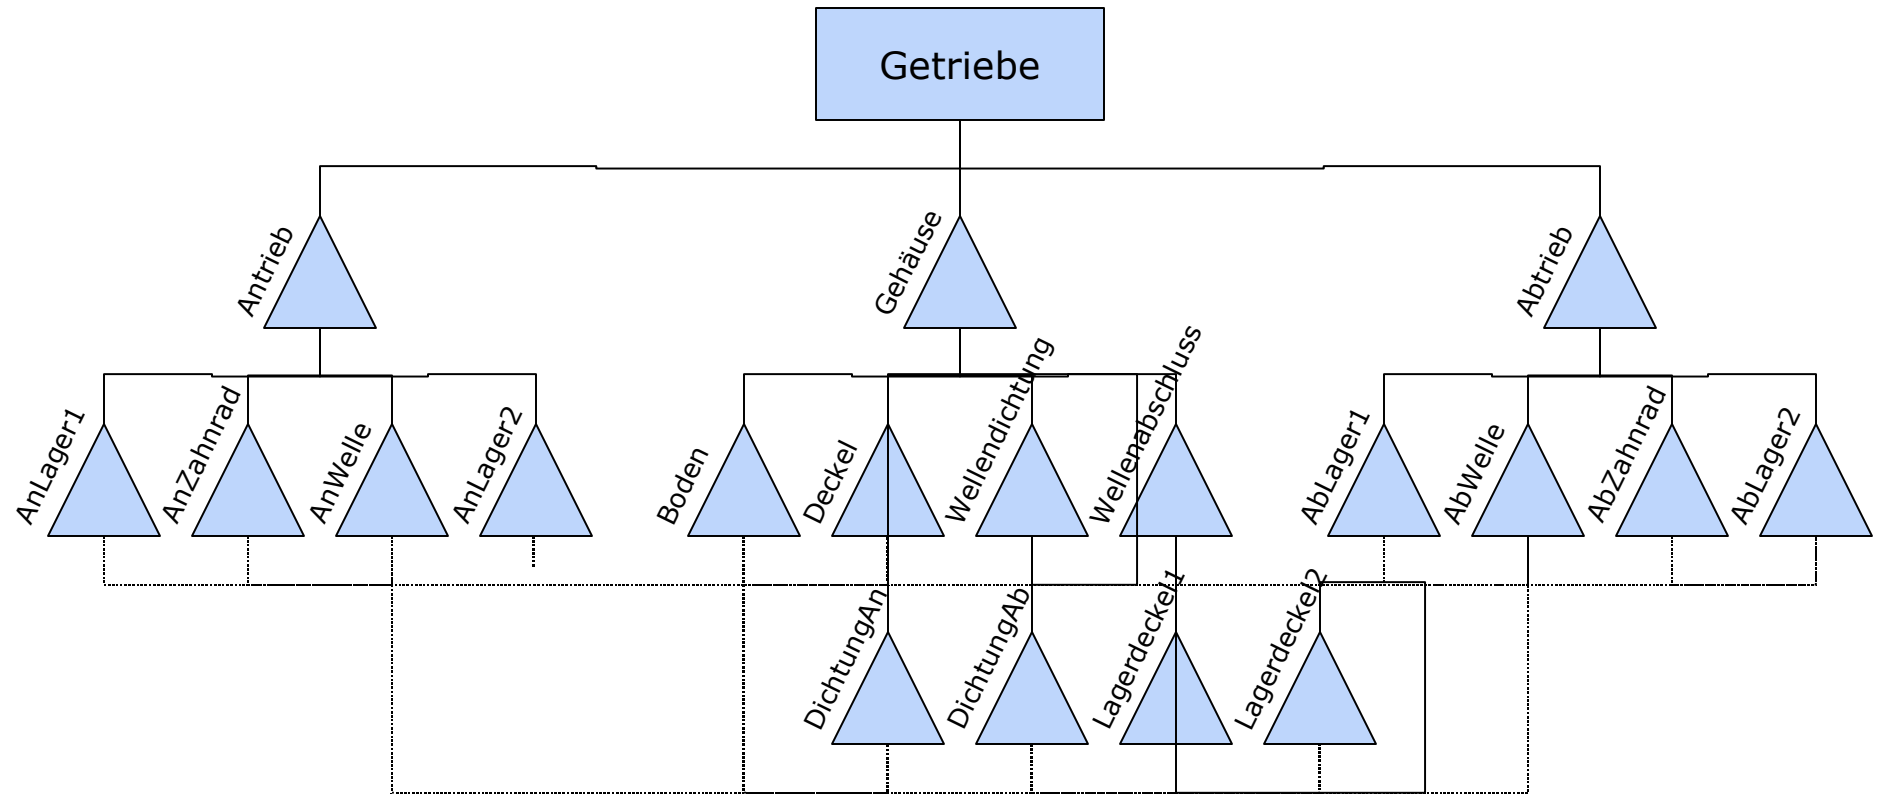 Getriebe
Antrieb
Gehäuse
Abtrieb
AnLager1
AnZahnrad
AnWelle
AnLager2
Boden
Deckel
Wellendichtung
Wellenabschluss
AbLager1
AbWelle
AbZahnrad
AbLager2
DichtungAn
DichtungAb
Lagerdeckel1
Lagerdeckel2